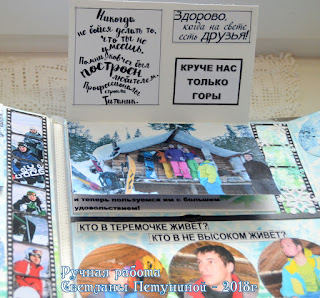 Никогда
не бойся делать то,
что ты не
умеешь.
Помни, ковчег был
построен
любителем.
Профессионалы
строили
Титаник.
Здорово,
когда на свете
есть друзья!
КРУЧЕ НАС
ТОЛЬКО
ГОРЫ
и теперь пользуемся им с большим
удовольствием!
КТО В ТЕРЕМОЧКЕ ЖИВЕТ?
КТО В НЕ ВЫСОКОМ ЖИВЕТ?
Ручная работа
Светланы Петуниной - 2018г.